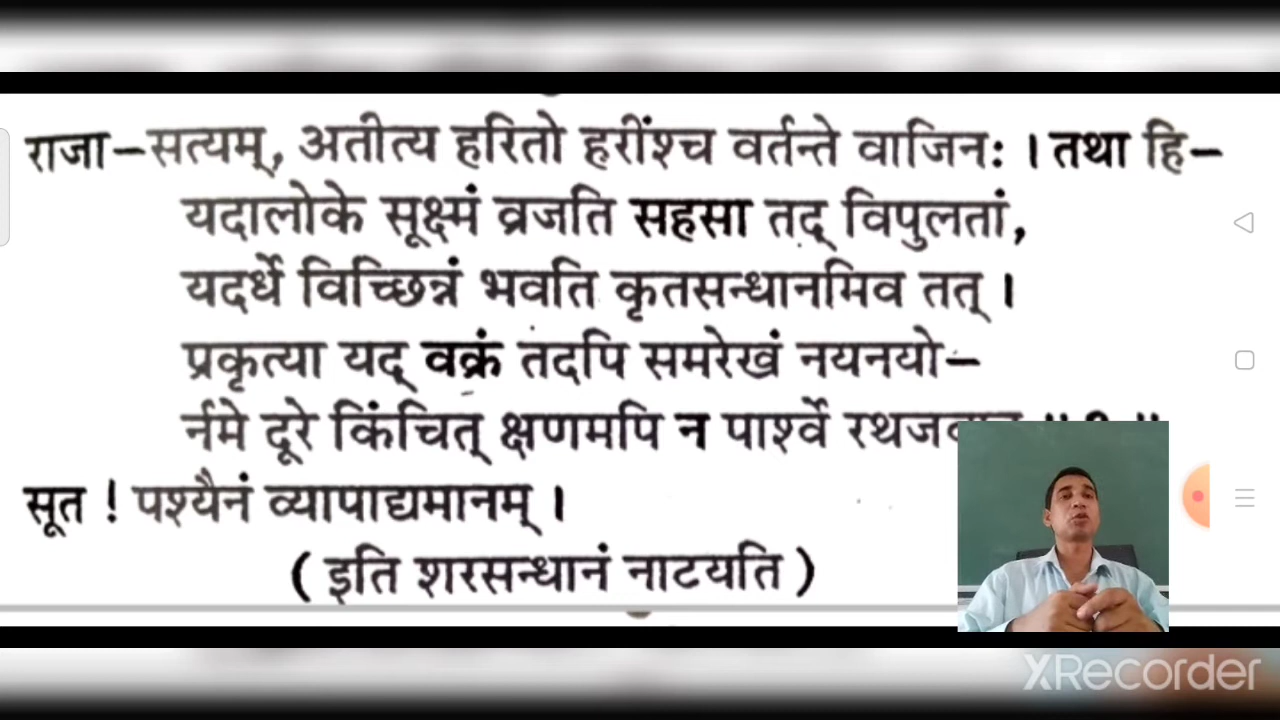 राजा—सत्यम्, अतीत्य हरितो हरींश्च वर्तन्ते वाजिनः । तथा हि—
यदालोके सूक्ष्मं व्रजति सहसा तद् विपुलतां,
यदर्धे विच्छिन्नं भवति कृतसन्धानमिव तत् ।
प्रकृत्या यद् वक्रं तदपि समरेखं नयनयो—
र्नमे दूरे किंचित् क्षणमपि न पार्श्वे
सूत ! पश्यैनं व्यापाद्यमानम् ।
( इति शरसन्धानं नाटयति )
XRecorder